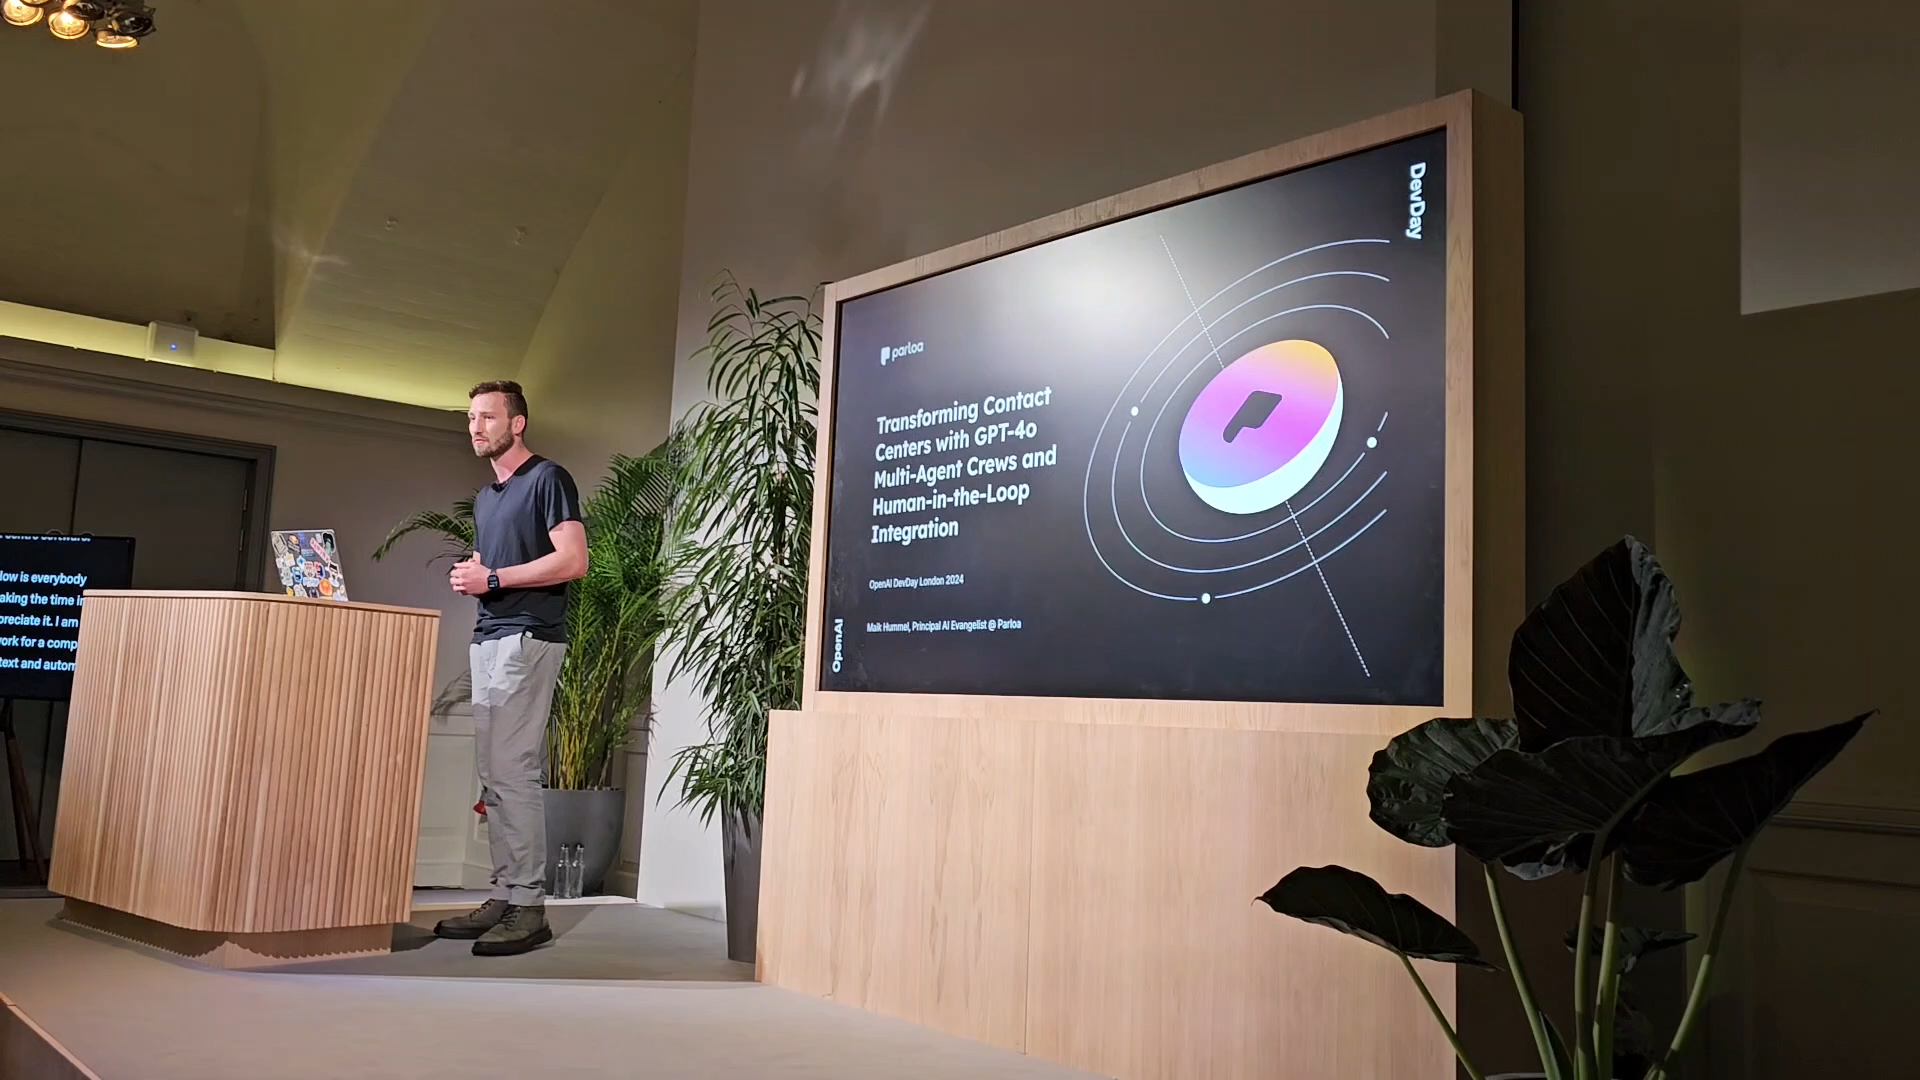 How is everybody
aking the time i
preciate it. I am
ork for a comp
text and autom
parloa
Transforming Contact
Centers with GPT-4o
Multi-Agent Crews and
Human-in-the-Loop
Integration
OpenAI DevDay London 2024
Maik Hummel, Principal AI Evangelist @ Parloa
OpenAI
DevDay